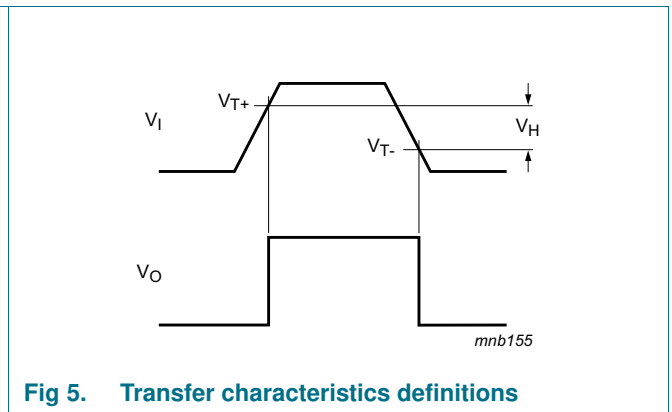 VT+
VI
VH
VT-
VO
mnb155
Fig 5. Transfer characteristics definitions